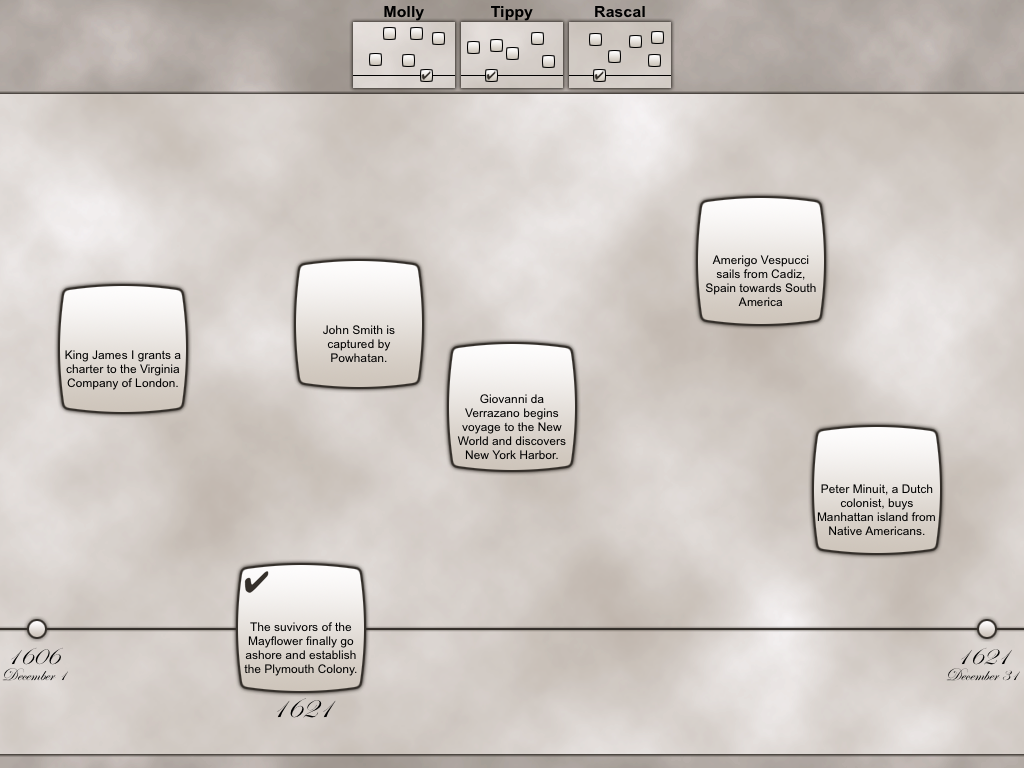 Molly
Tippy
Rascal
Amerigo Vespucci
sails from Cadiz,
Spain towards South
America
John Smith is
captured by
Powhatan.
King James I grants a
charter to the Virginia
Company of London.
Giovanni da
Verrazano begins
voyage to the New
World and discovers
New York Harbor.
Peter Minuit, a Dutch
colonist, buys
Manhattan island from
Native Americans.
The suvivors of the
Mayflower finally go
ashore and establish
the Plymouth Colony.
1606
December 1
1621
December 31
1621